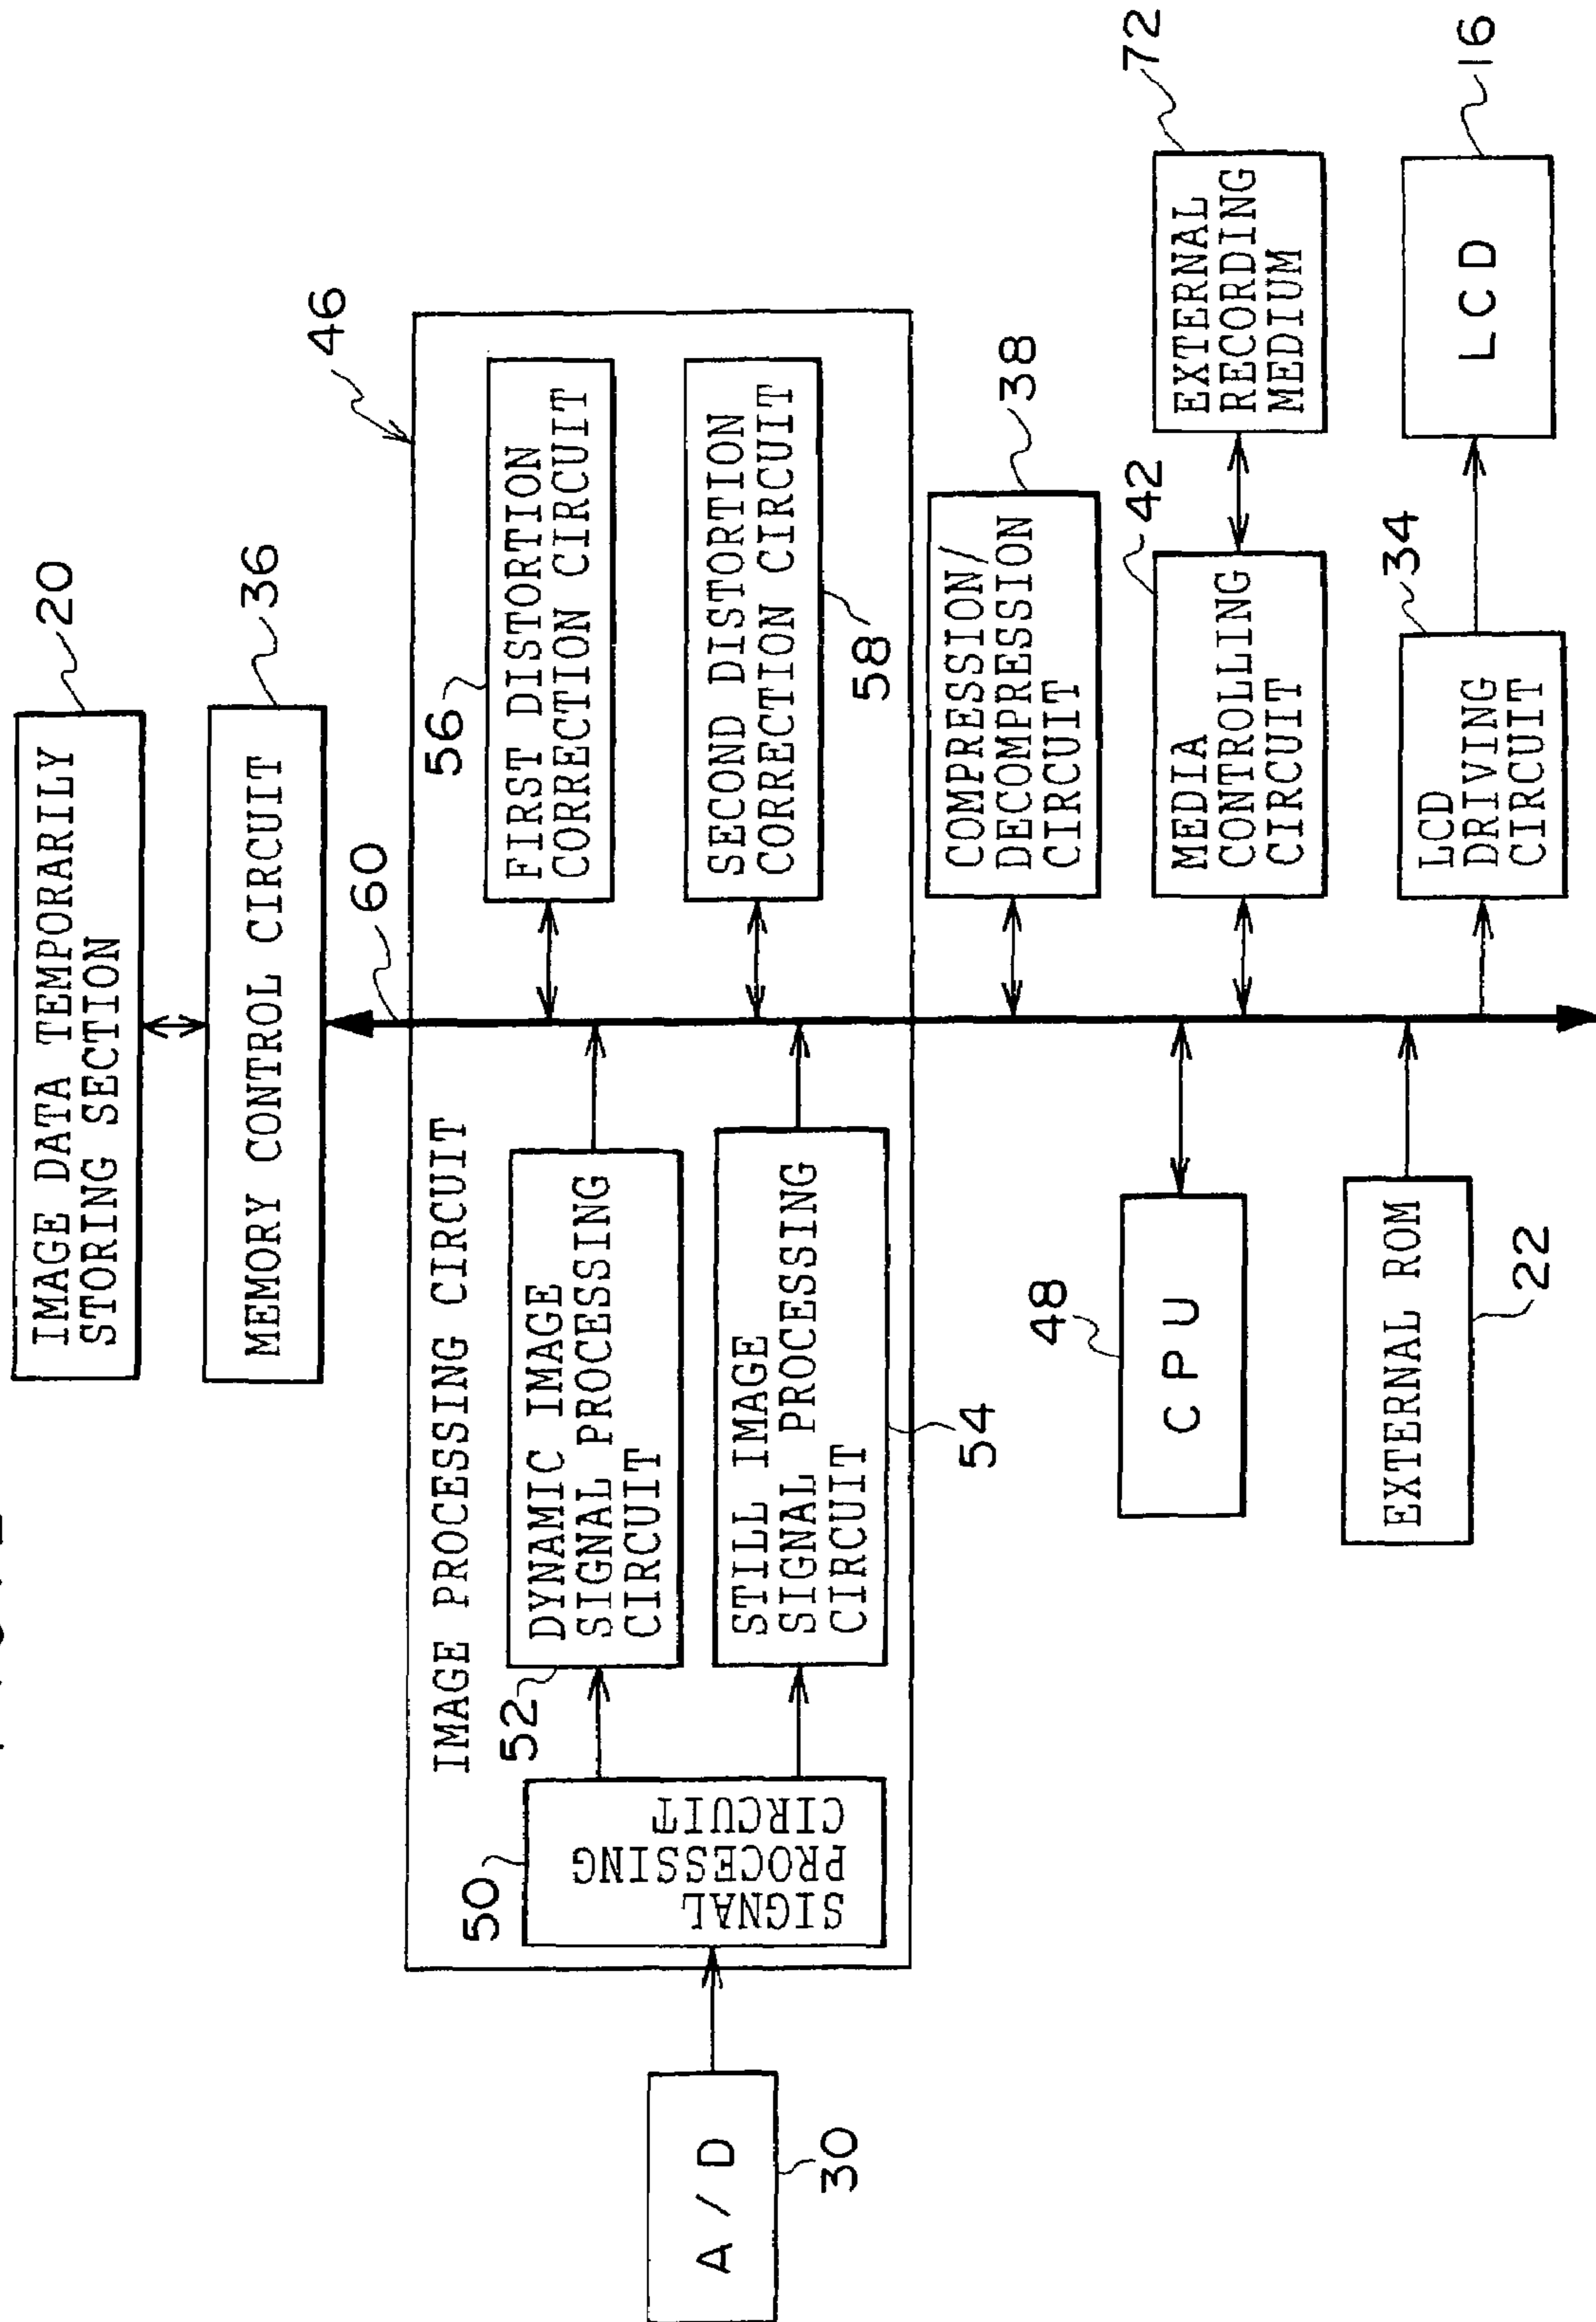 IMAGE DATA TEMPORARILY
STORING SECTION
20
MEMORY CONTROL CIRCUIT
36
60
46
IMAGE PROCESSING CIRCUIT
50
SIGNAL
PROCESSING
CIRCUIT
52
DYNAMIC IMAGE
SIGNAL PROCESSING
CIRCUIT
STILL IMAGE
SIGNAL PROCESSING
CIRCUIT
54
56
FIRST DISTORTION
CORRECTION CIRCUIT
SECOND DISTORTION
CORRECTION CIRCUIT
58
A/D
30
COMPRESSION/
DECOMPRESSION
CIRCUIT
38
48
CPU
MEDIA
CONTROLLING
CIRCUIT
42
EXTERNAL
RECORDING
MEDIUM
72
EXTERNAL ROM
22
LCD
DRIVING
CIRCUIT
34
LCD
16